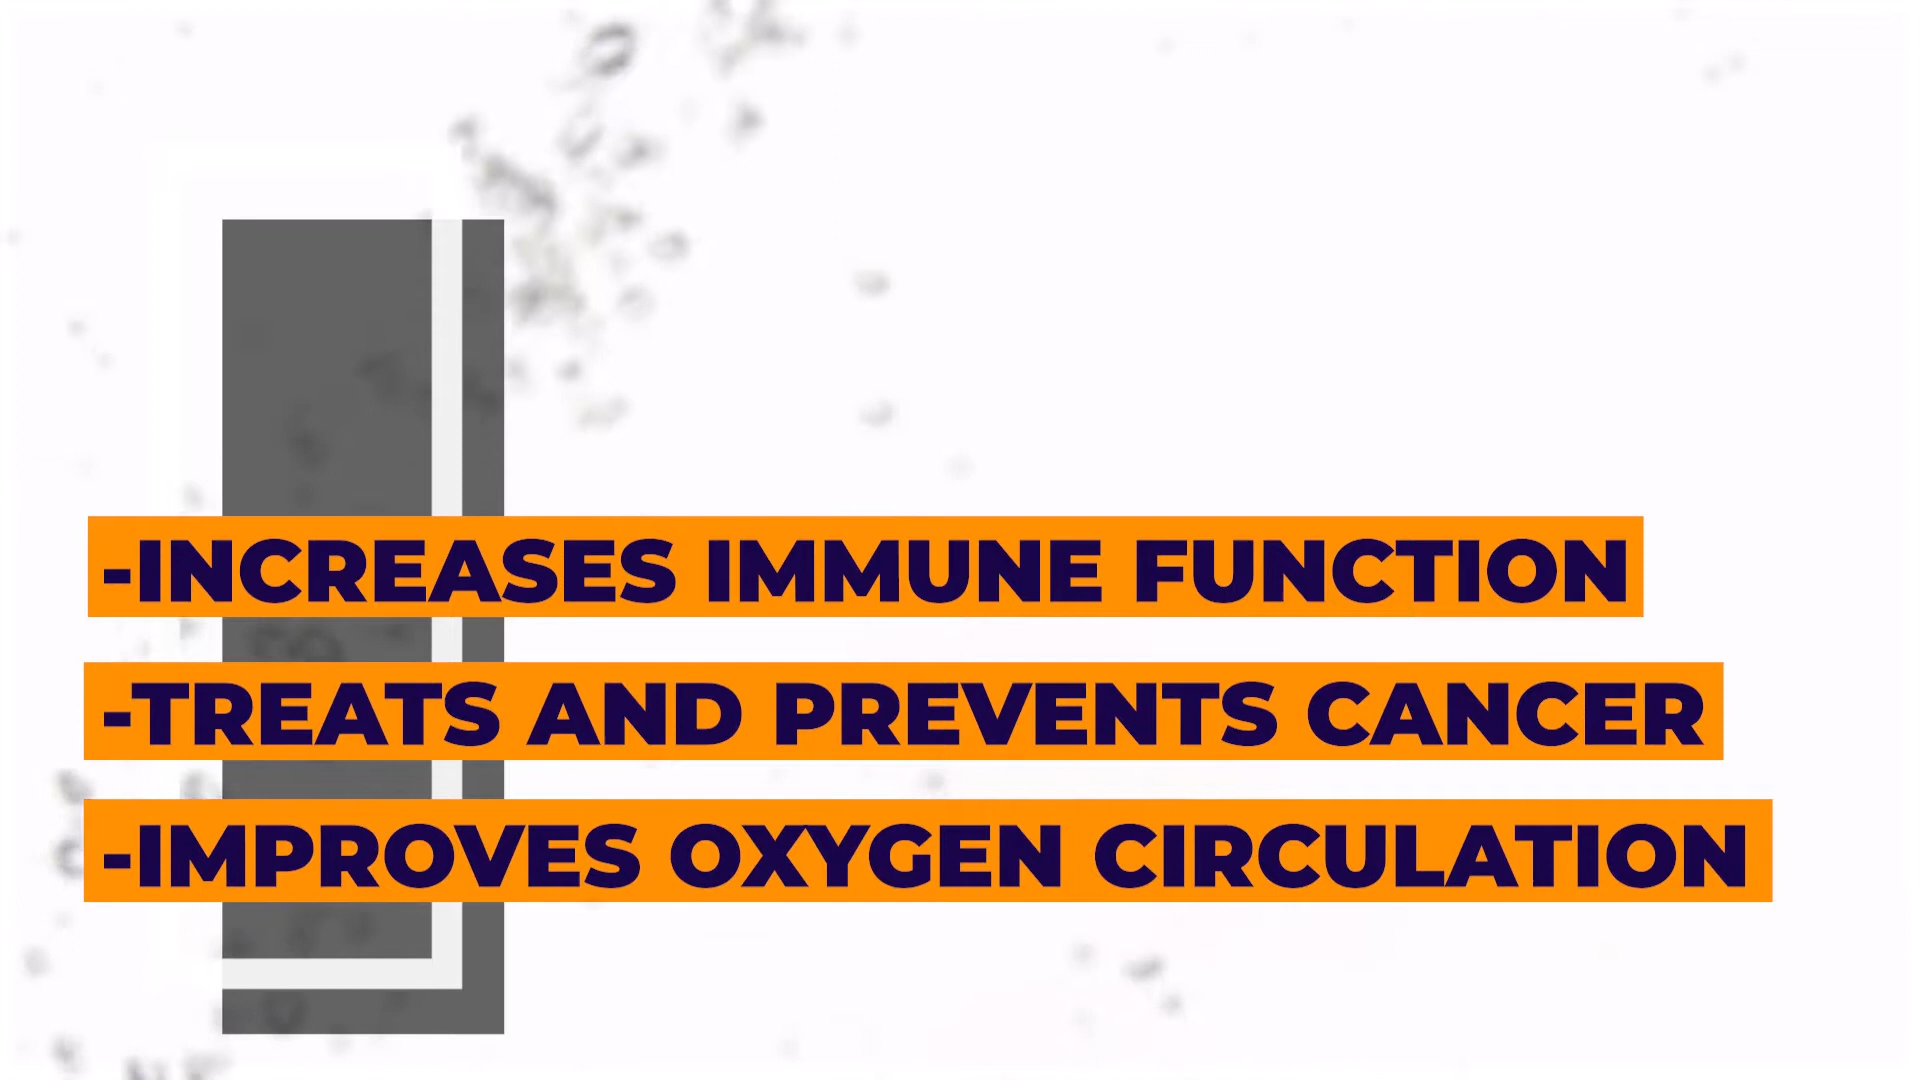 -INCREASES IMMUNE FUNCTION
-TREATS AND PREVENTS CANCER
-IMPROVES OXYGEN CIRCULATION